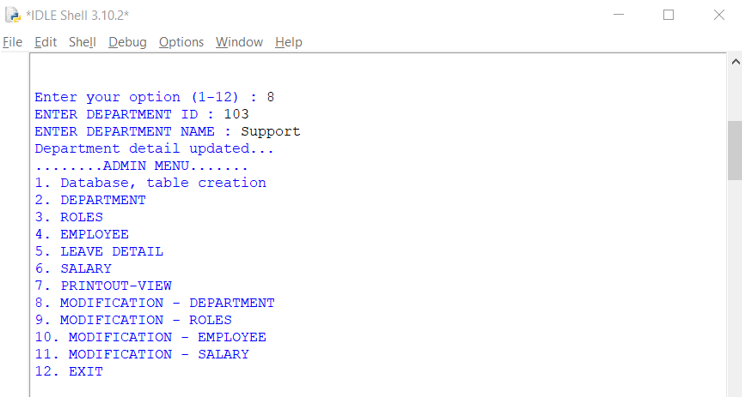 *IDLE Shell 3.10.2*
File Edit Shell Debug Options Window Help
Enter your option (1-12) : 8
ENTER DEPARTMENT ID : 103
ENTER DEPARTMENT NAME : Support
Department detail updated...
........ADMIN MENU.......
1. Database, table creation
2. DEPARTMENT
3. ROLES
4. EMPLOYEE
5. LEAVE DETAIL
6. SALARY
7. PRINTOUT-VIEW
8. MODIFICATION - DEPARTMENT
9. MODIFICATION - ROLES
10. MODIFICATION - EMPLOYEE
11. MODIFICATION - SALARY
12. EXIT